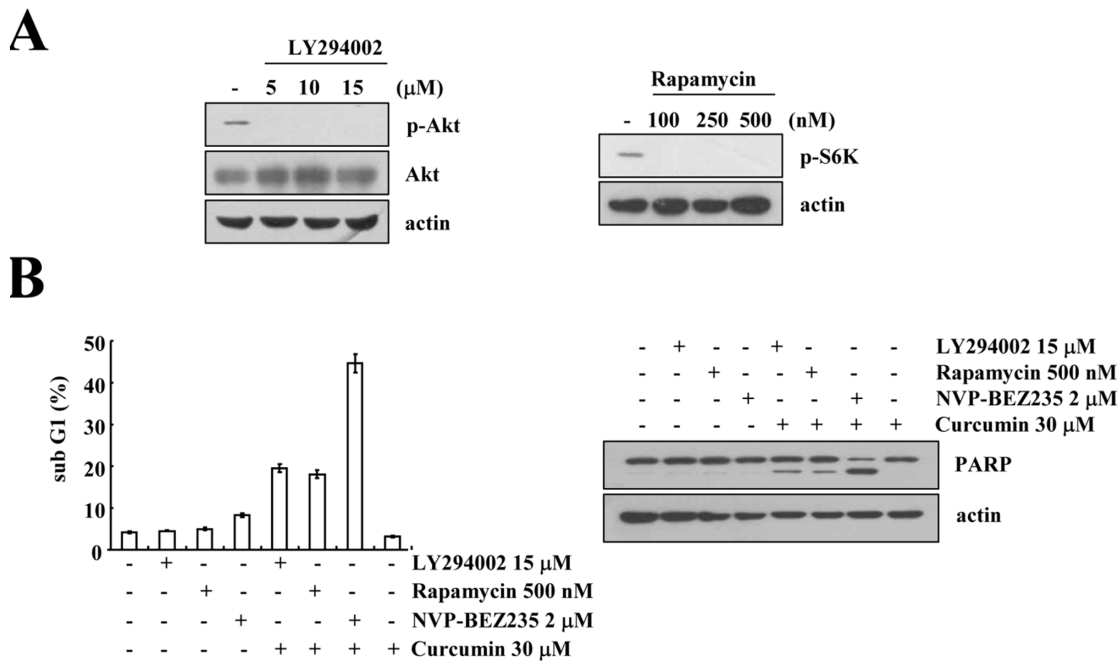 A
LY294002
- 5 10 15 (μM)
p-Akt
Akt
actin
Rapamycin
- 100 250 500 (nM)
p-S6K
actin
B
sub G1 (%)
50
40
30
20
10
0
- + - - + - - - LY294002 15 μM
- - + - - + - - Rapamycin 500 nM
- - - + - - + - NVP-BEZ235 2 μM
- - - - + + + + Curcumin 30 μM
- + - - + - - - LY294002 15 μM
- - + - - + - - Rapamycin 500 nM
- - - + - - + - NVP-BEZ235 2 μM
- - - - + + + + Curcumin 30 μM
PARP
actin